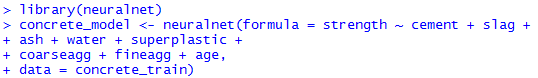 > library(neuralnet)
> concrete_model <- neuralnet(formula = strength ~ cement + slag +
+ ash + water + superplastic +
+ coarseagg + fineagg + age,
+ data = concrete_train)